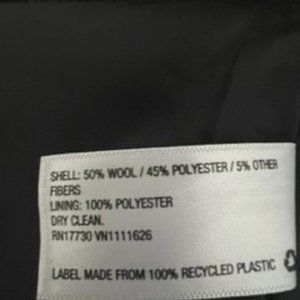 SHELL: 50% WOOL / 45% POLYESTER / 5% OTHER
FIBERS
LINING: 100% POLYESTER
DRY CLEAN.
RN17730 VN1111626
LABEL MADE FROM 100% RECYCLED PLASTIC